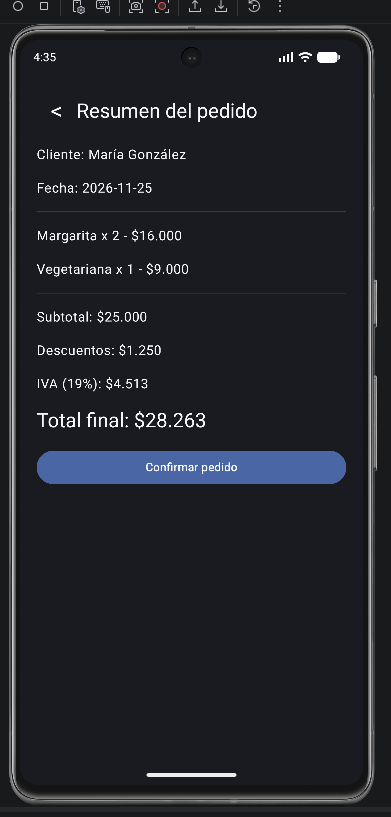 4:35
< Resumen del pedido
Cliente: María González
Fecha: 2026-11-25
Margarita x 2 - $16.000
Vegetariana x 1 - $9.000
Subtotal: $25.000
Descuentos: $1.250
IVA (19%): $4.513
Total final: $28.263
Confirmar pedido